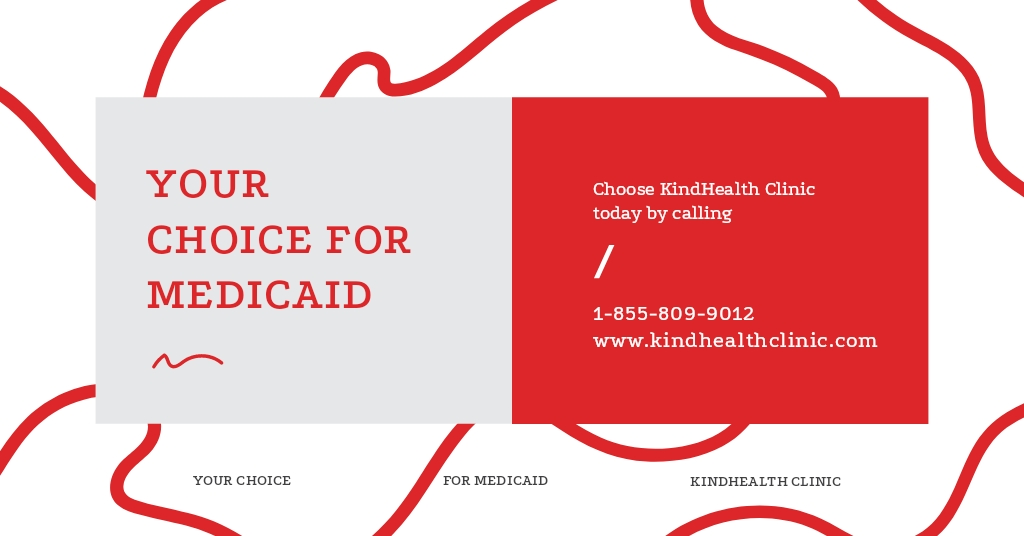 YOUR
CHOICE FOR
MEDICAID
Choose KindHealth Clinic
today by calling
/
1-855-809-9012
www.kindhealthclinic.com
YOUR CHOICE
FOR MEDICAID
KINDHEALTH CLINIC